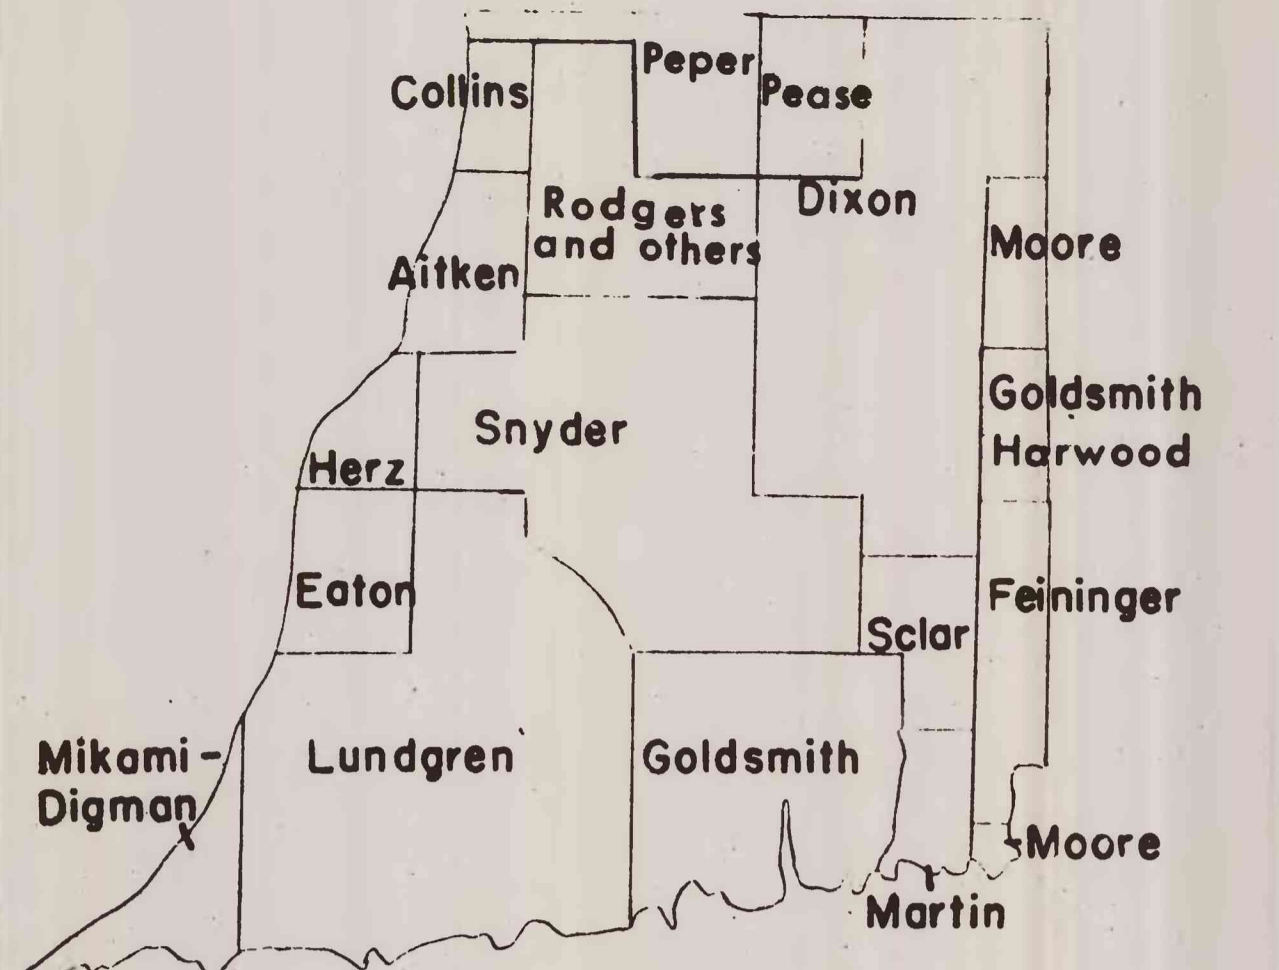 Peper
Collins
Pease
Rodgers
and others
Dixon
Moore
Aitken
Goldsmith
Harwood
Snyder
Herz
Eaton
Feininger
Sclar
Mikami-
Digman
Lundgren
Goldsmith
Moore
Martin